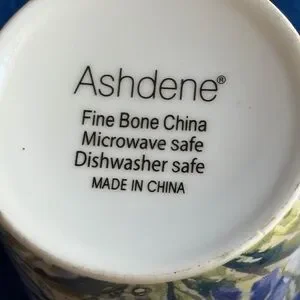 Ashdene®
Fine Bone China
Microwave safe
Dishwasher safe
MADE IN CHINA